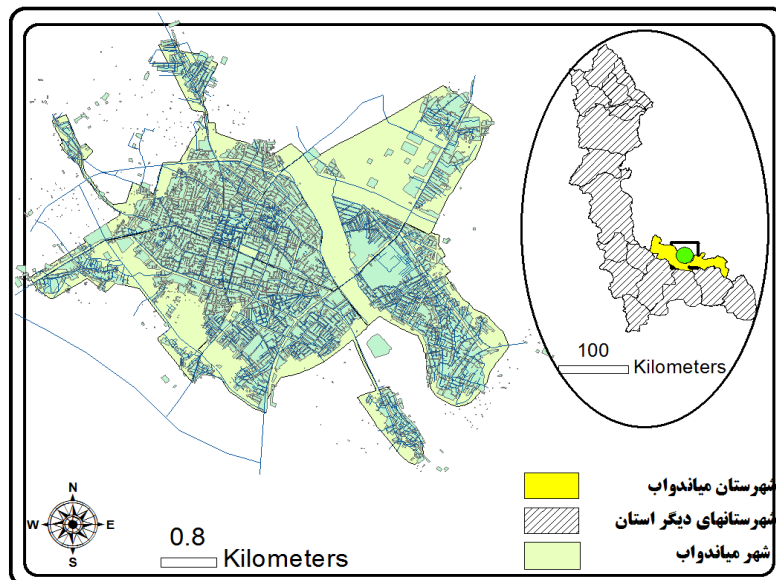 100
Kilometers
N
W E
S
0.8
Kilometers
شهرستان میاندواب
شهرستانهای دیگر استان
شهر میاندواب